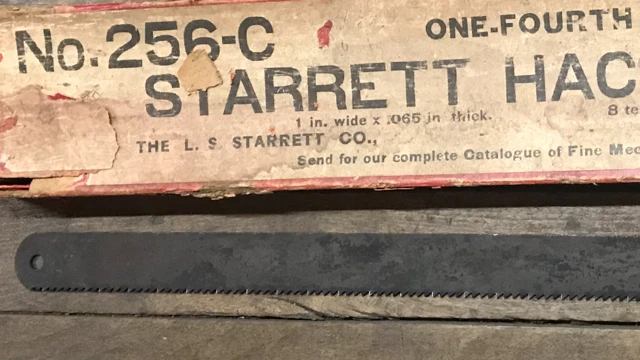 No. 256-C ONE-FOURTH
STARRETT HAC
1 in. wide x .065 in thick. 8 te
THE L. S STARRETT CO.,
Send for our complete Catalogue of Fine Mec